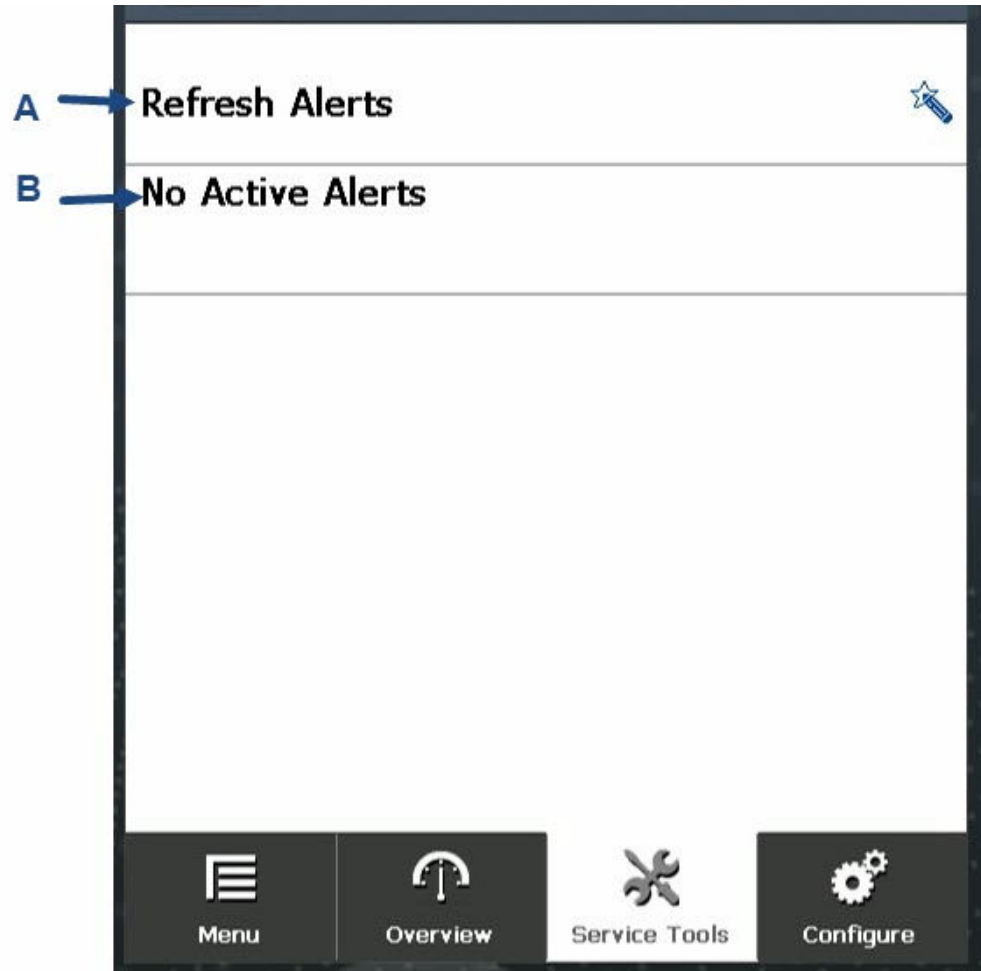 A
Refresh Alerts
B
No Active Alerts
Menu
Overview
Service Tools
Configure